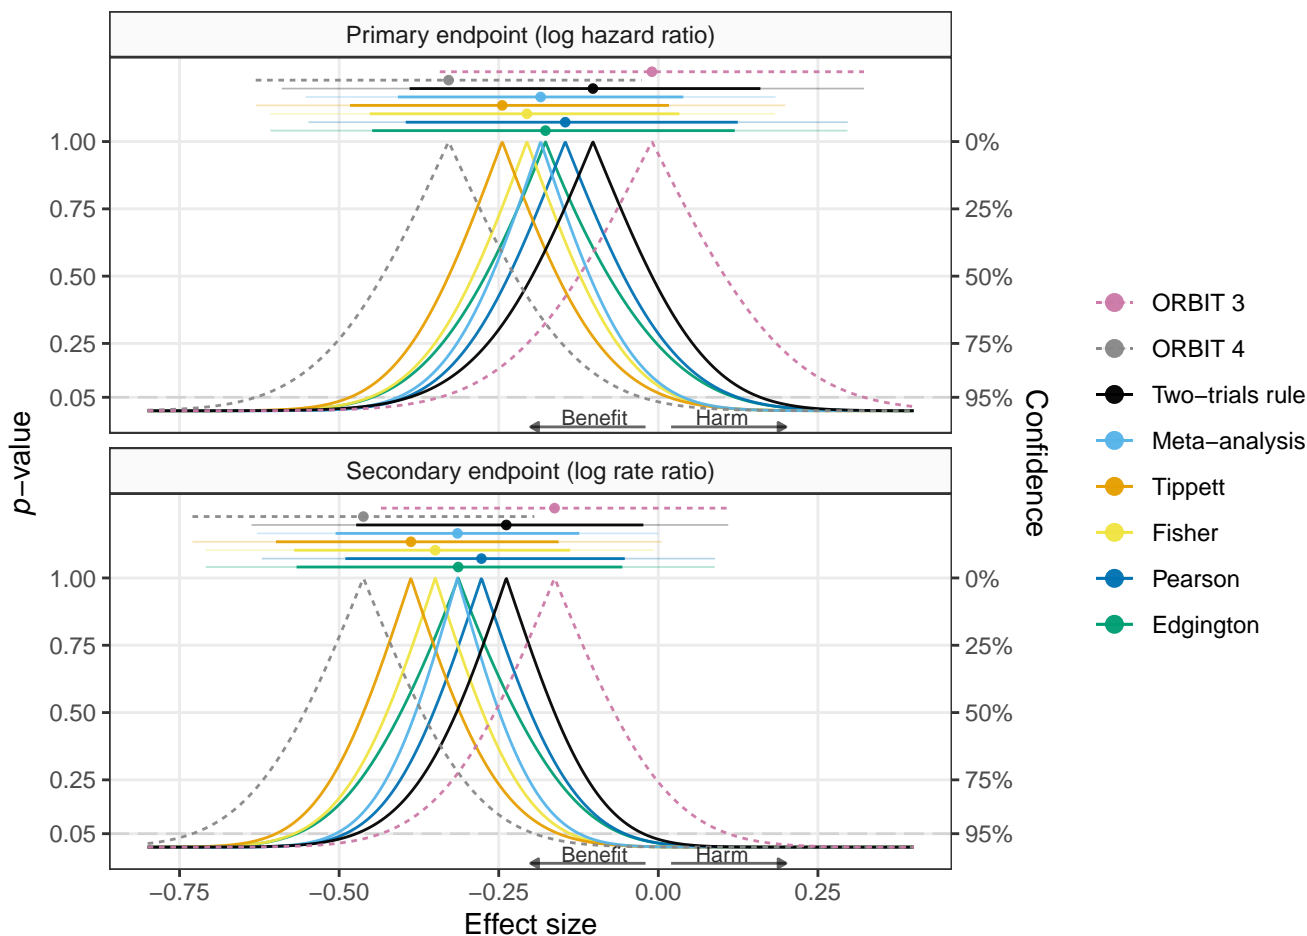 Primary endpoint (log hazard ratio)
1.00
0.75
0.50
0.25
0.05
0%
25%
50%
75%
95%
Benefit
Harm
Secondary endpoint (log rate ratio)
1.00
0.75
0.50
0.25
0.05
0%
25%
50%
75%
95%
Benefit
Harm
−0.75
−0.50
−0.25
0.00
0.25
Effect size
p−value
Confidence
ORBIT 3
ORBIT 4
Two−trials rule
Meta−analysis
Tippett
Fisher
Pearson
Edgington